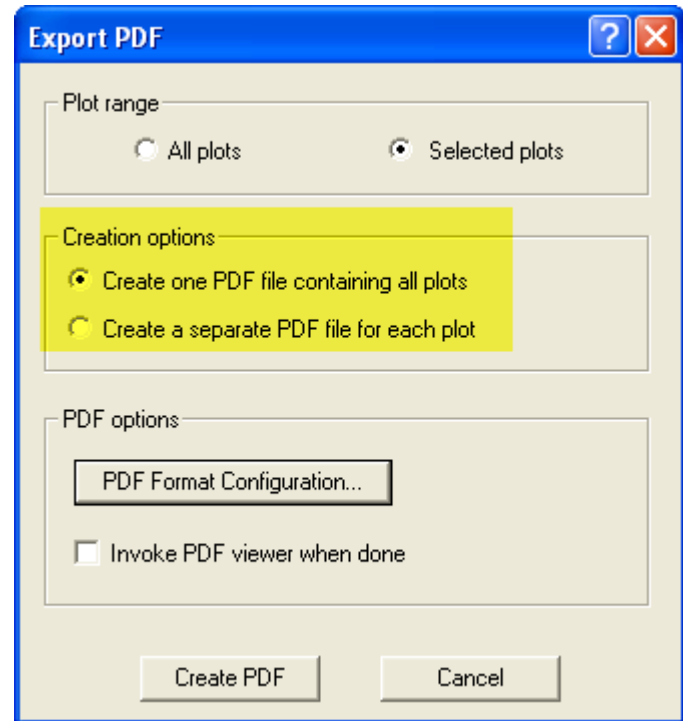 Export PDF
Plot range
All plots Selected plots
Creation options
Create one PDF file containing all plots
Create a separate PDF file for each plot
PDF options
PDF Format Configuration...
Invoke PDF viewer when done
Create PDF Cancel